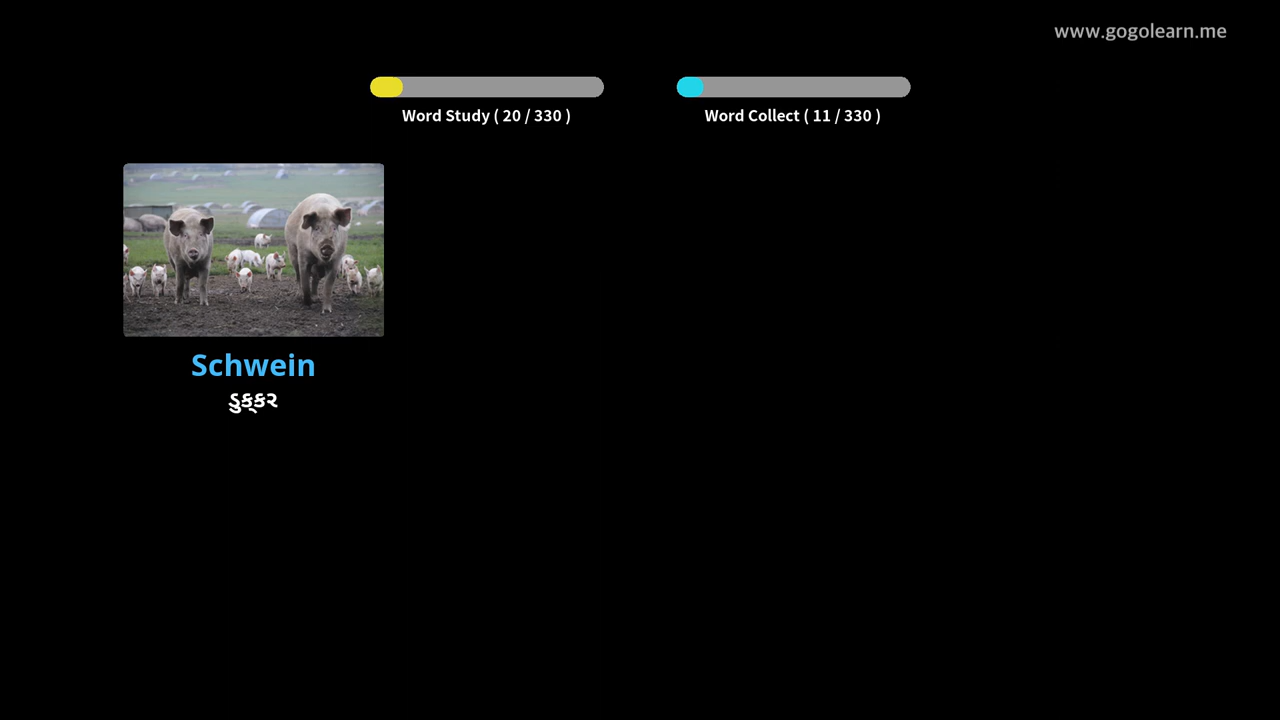 www.gogolearn.me
Word Study ( 20 / 330 )
Word Collect ( 11 / 330 )
Schwein
ડુક્કર